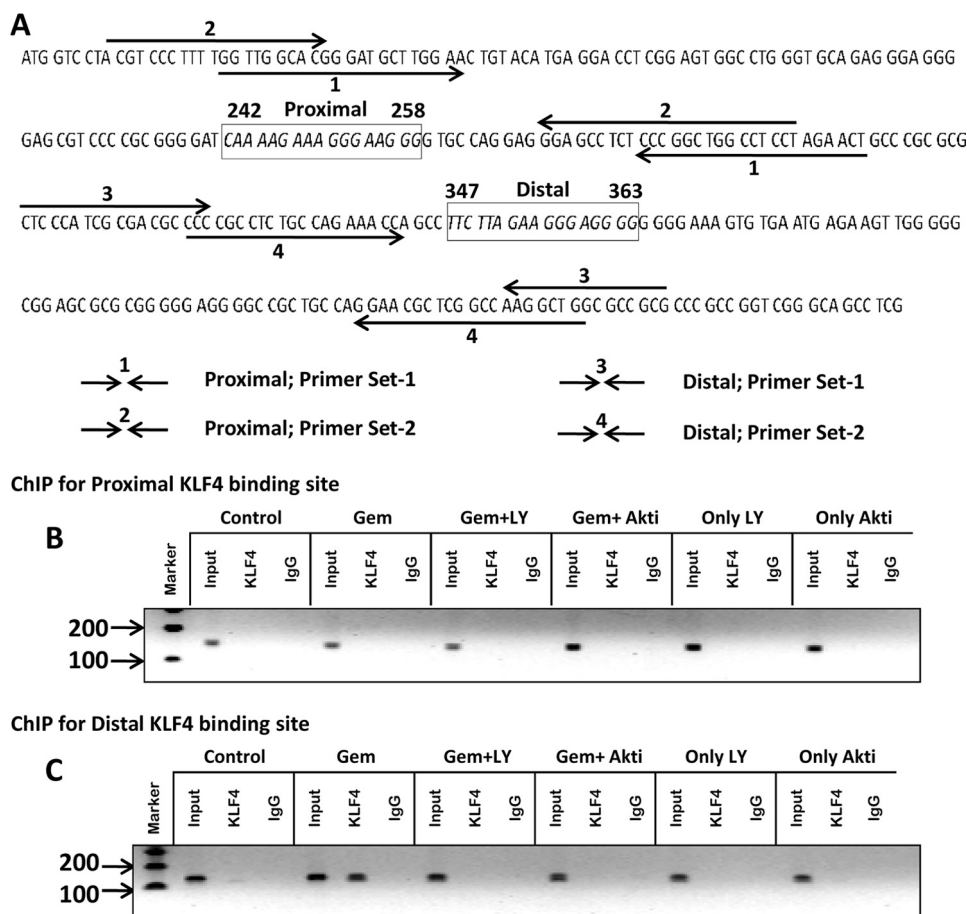 A
2
ATG GTC CTA CGT CCC TTT TGG TTG GCA CGG GAT GCT TGG AAC TGT ACA TGA GGA CCT CGG AGT GGC CTG GGT GCA GAG GGA GGG
1
242 Proximal 258
2
GAG CGT CCC CGC GGG GAT CAA AAG AAA GGG AAG GG G TGC CAG GAG GGA GCC TCT CCC GGC TGG CCT CCT AGA ACT GCC CGC GCG
1
3
347 Distal 363
CTC CCA TCG CGA CGC CCC CGC CTC TGC CAG AAA CCA GCC TTC TTA GAA GGG AGG GG G GGG AAA GTG TGA ATG AGA AGT TGG GGG
4
3
CGG AGC GCG CGG GGG AGG GGC CGC TGC CAG GAA CGC TCG GCC AAG GCT GGC GCC GCG CCC GCC GGT CGG GCA GCC TCG
4
1 Proximal; Primer Set-1 3 Distal; Primer Set-1
2 Proximal; Primer Set-2 4 Distal; Primer Set-2
ChIP for Proximal KLF4 binding site
B
Control Gem Gem+LY Gem+ Akti Only LY Only Akti
Marker Input KLF4 IgG Input KLF4 IgG Input KLF4 IgG Input KLF4 IgG Input KLF4 IgG Input KLF4 IgG
200
100
ChIP for Distal KLF4 binding site
C
Control Gem Gem+LY Gem+ Akti Only LY Only Akti
Marker Input KLF4 IgG Input KLF4 IgG Input KLF4 IgG Input KLF4 IgG Input KLF4 IgG Input KLF4 IgG
200
100